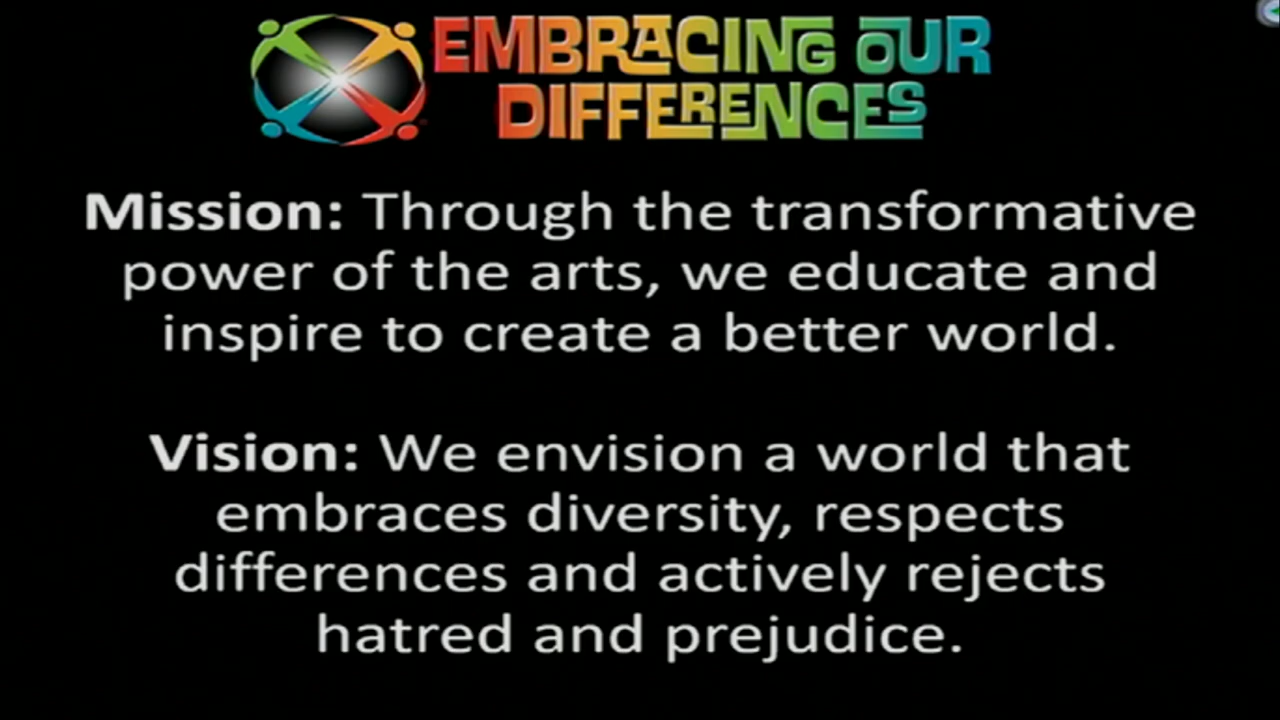 EMBRACING OUR
DIFFERENCES
Mission: Through the transformative
power of the arts, we educate and
inspire to create a better world.
Vision: We envision a world that
embraces diversity, respects
differences and actively rejects
hatred and prejudice.